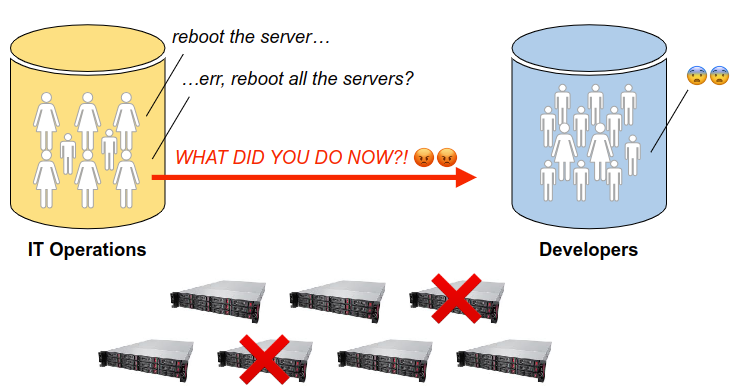 reboot the server…
…err, reboot all the servers?
WHAT DID YOU DO NOW?! 😡😡
😨😨
IT Operations
Developers